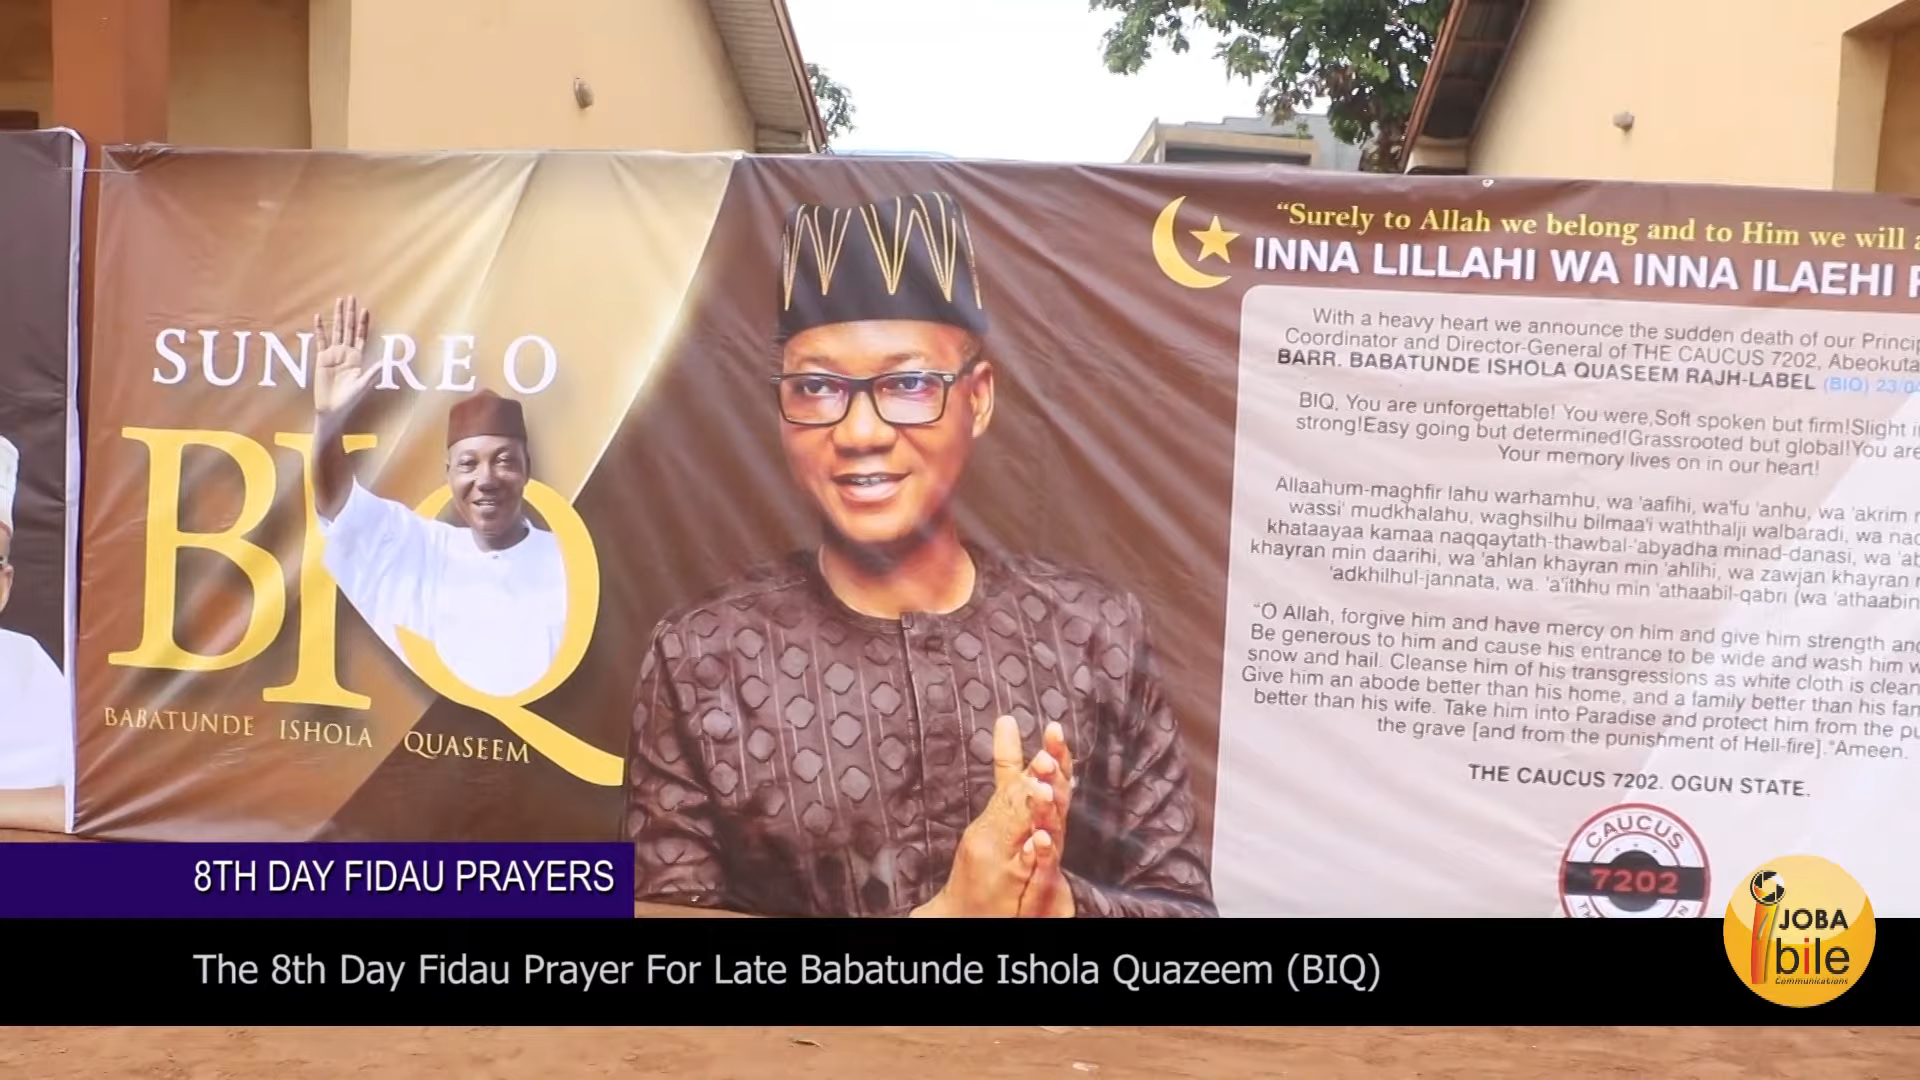 SUN RE O
BIQ
BABATUNDE ISHOLA QUASEEM
“Surely to Allah we belong and to Him we will
INNA LILLAHI WA INNA ILAEHI
With a heavy heart we announce the sudden death of our
Coordinator and Director-General of THE CAUCUS 7202, Abeokuta
BARR. BABATUNDE ISHOLA QUASEEM RAJH-LABEL (BIQ)
BIQ, You are unforgettable! You were,Soft spoken but firm!Slight
strong!Easy going but determined!Grassrooted but global!!You are
Your memory lives on in our heart!
Allaahum-maghfir lahu warhamhu, wa 'aafihi, wa'fu 'anhu, wa 'akrim
wassi' mudkhalahu, waghsilhu bilmaa'i waththalji walbaradi, wa
khataayaa kamaa naqqaytath-thawbal-'abyadha minad-danasi, wa
khayran min daarihi, wa 'ahlan khayran min 'ahlihi, wa zawjan khayran
'adkhilhul-jannata, wa. 'a'ithhu min 'athaabil-qabri (wa 'athaabin
“O Allah, forgive him and have mercy on him and give him strength and
Be generous to him and cause his entrance to be wide and wash him
snow and hail. Cleanse him of his transgressions as white cloth is
Give him an abode better than his home, and a family better than his
better than his wife. Take him into Paradise and protect him from the
the grave [and from the punishment of Hell-fire]."Ameen.
THE CAUCUS 7202. OGUN STATE.
CAUCUS
7202
8TH DAY FIDAU PRAYERS
The 8th Day Fidau Prayer For Late Babatunde Ishola Quazeem (BIQ)
JOBA
bile
Communications